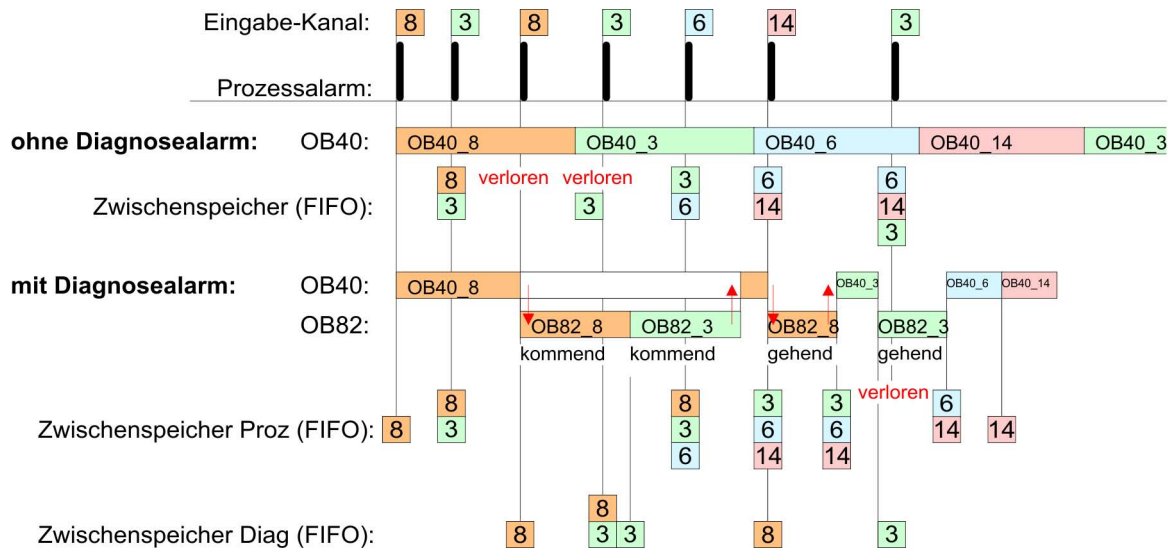 Eingabe-Kanal: 8 3 8 3 6 14 3
Prozessalarm:
ohne Diagnosealarm: OB40: OB40_8 OB40_3 OB40_6 OB40_14 OB40_3
8 verloren verloren 3 6 6
Zwischenspeicher (FIFO): 3 3 6 14 14
3
mit Diagnosealarm: OB40: OB40_8 OB40_3 OB40_6 OB40_14
OB82: OB82_8 OB82_3 OB82_8 OB82_3
kommend kommend gehend gehend
verloren
8 8 3 3 6
Zwischenspeicher Proz (FIFO): 8 3 3 6 6 14 14
6 14 14
8
Zwischenspeicher Diag (FIFO): 8 3 3 8 3